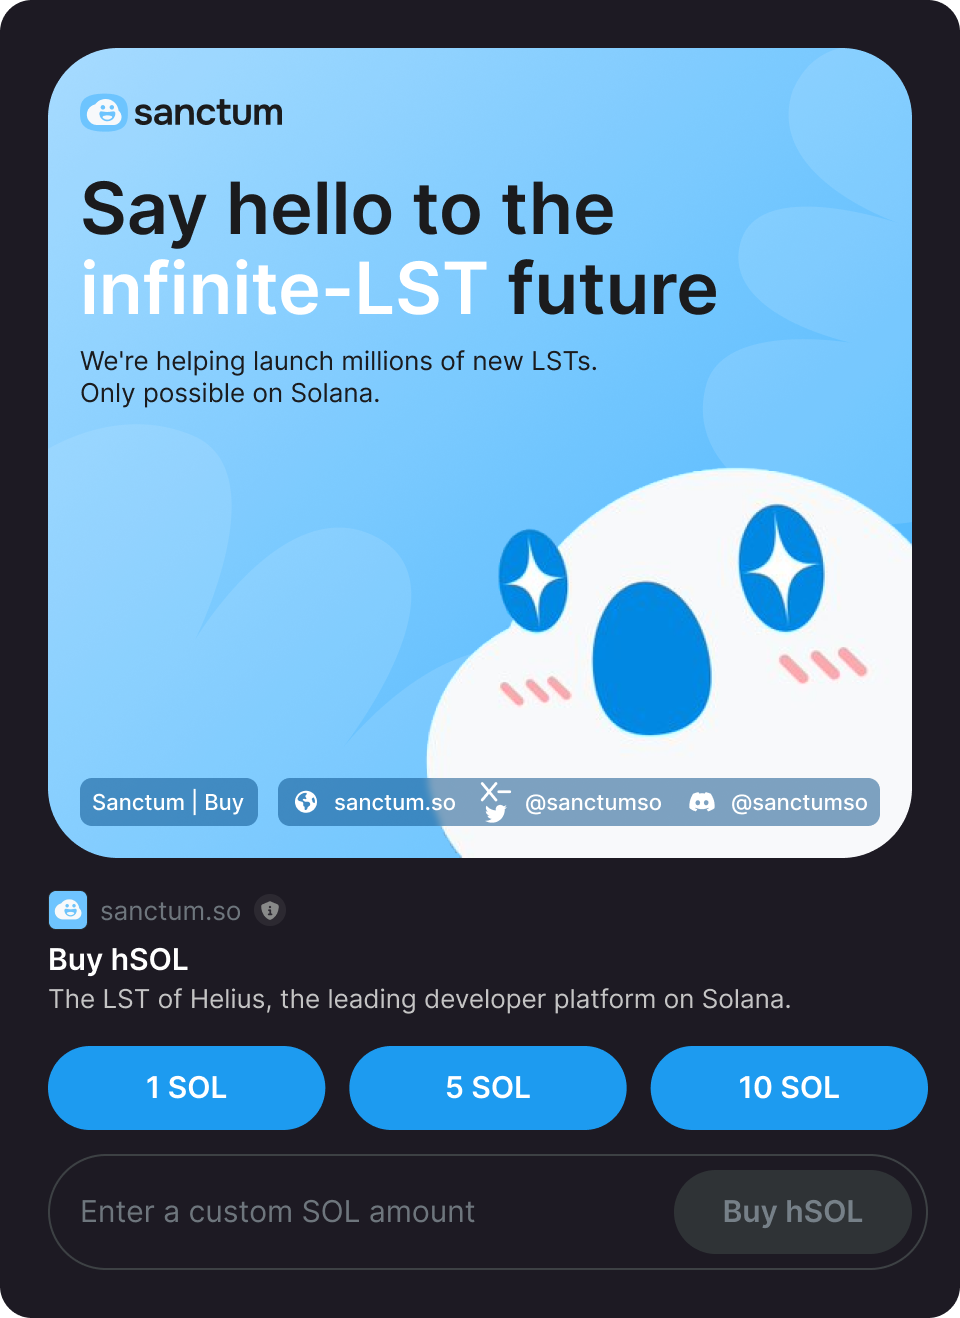 sanctum
Say hello to the
infinite-LST future
We're helping launch millions of new LSTs.
Only possible on Solana.
Sanctum | Buy
sanctum.so @sanctumso @sanctumso
sanctum.so
Buy hSOL
The LST of Helius, the leading developer platform on Solana.
1 SOL 5 SOL 10 SOL
Enter a custom SOL amount Buy hSOL